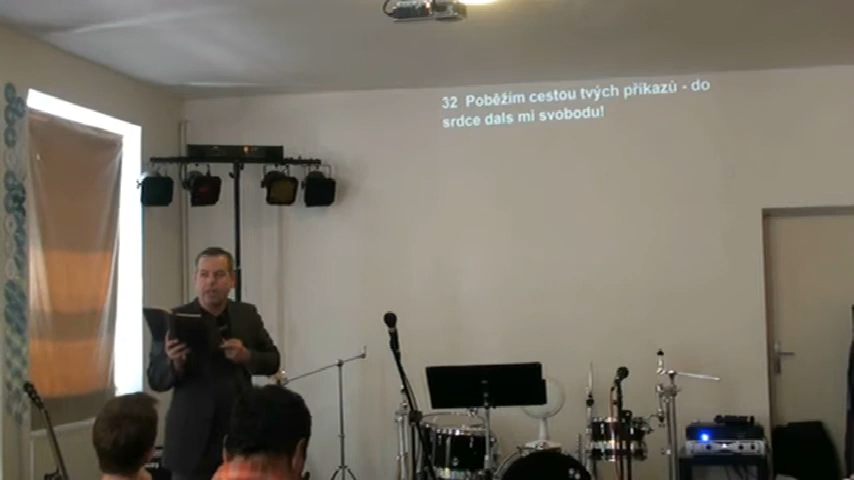 32 Poběžím cestou tvých příkazů - do
srdce dals mi svobodu!